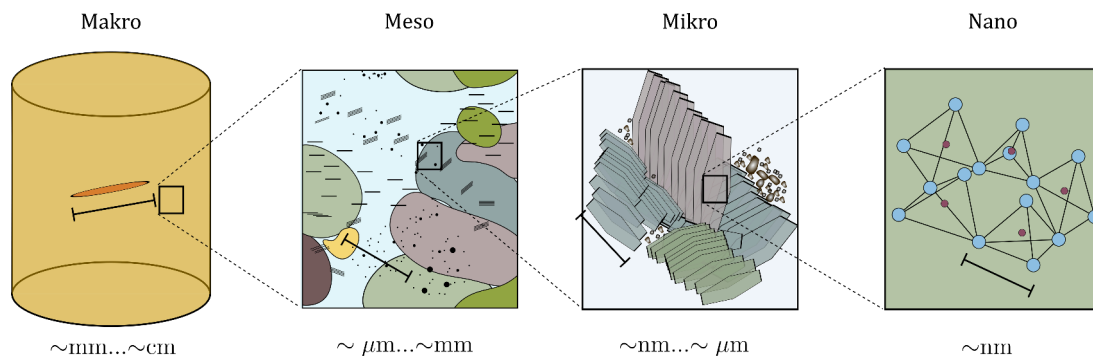 Makro
Meso
Mikro
Nano
~mm...~cm
~ μm...~mm
~nm...~ μm
~nm